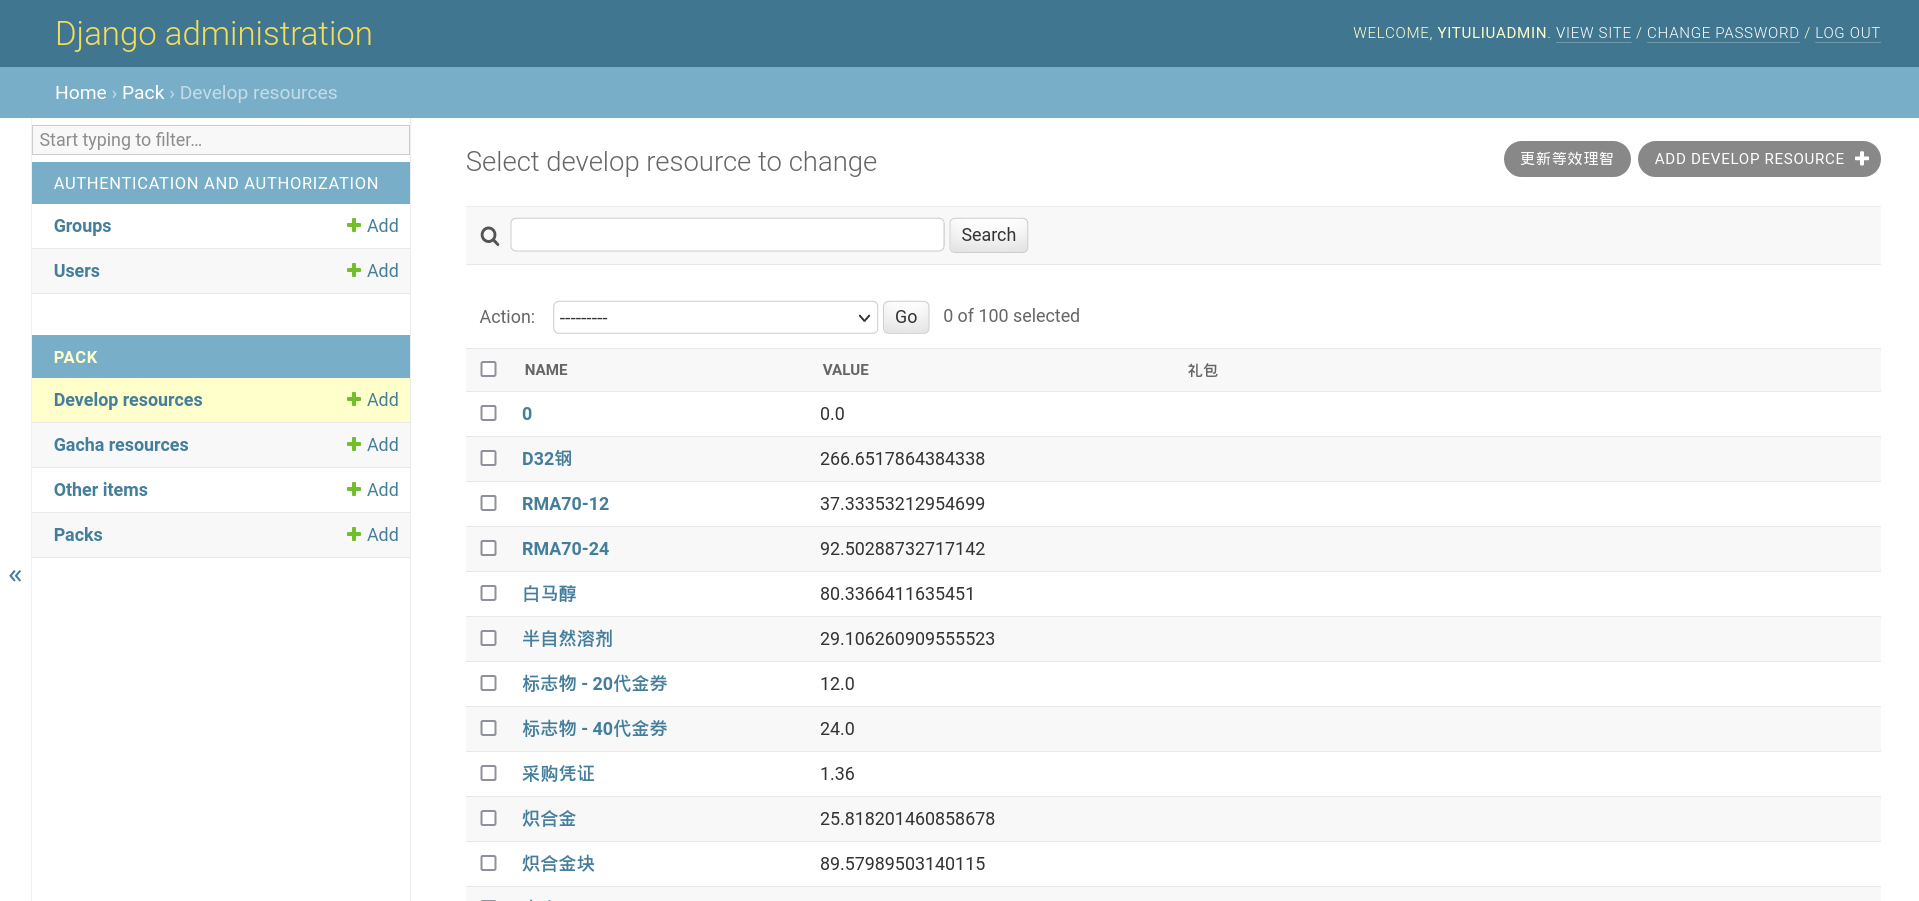 Django administration
WELCOME, YITULIUADMIN. VIEW SITE / CHANGE PASSWORD / LOG OUT
Home › Pack › Develop resources
Start typing to filter…
AUTHENTICATION AND AUTHORIZATION
Groups Add
Users Add
PACK
Develop resources Add
Gacha resources Add
Other items Add
Packs Add
«
Select develop resource to change
更新等效理智
ADD DEVELOP RESOURCE
Search
Action: --------- Go 0 of 100 selected
NAME VALUE 礼包
0 0.0
D32钢 266.6517864384338
RMA70-12 37.33353212954699
RMA70-24 92.50288732717142
白马醇 80.3366411635451
半自然溶剂 29.106260909555523
标志物 - 20代金券 12.0
标志物 - 40代金券 24.0
采购凭证 1.36
炽合金 25.818201460858678
炽合金块 89.57989503140115